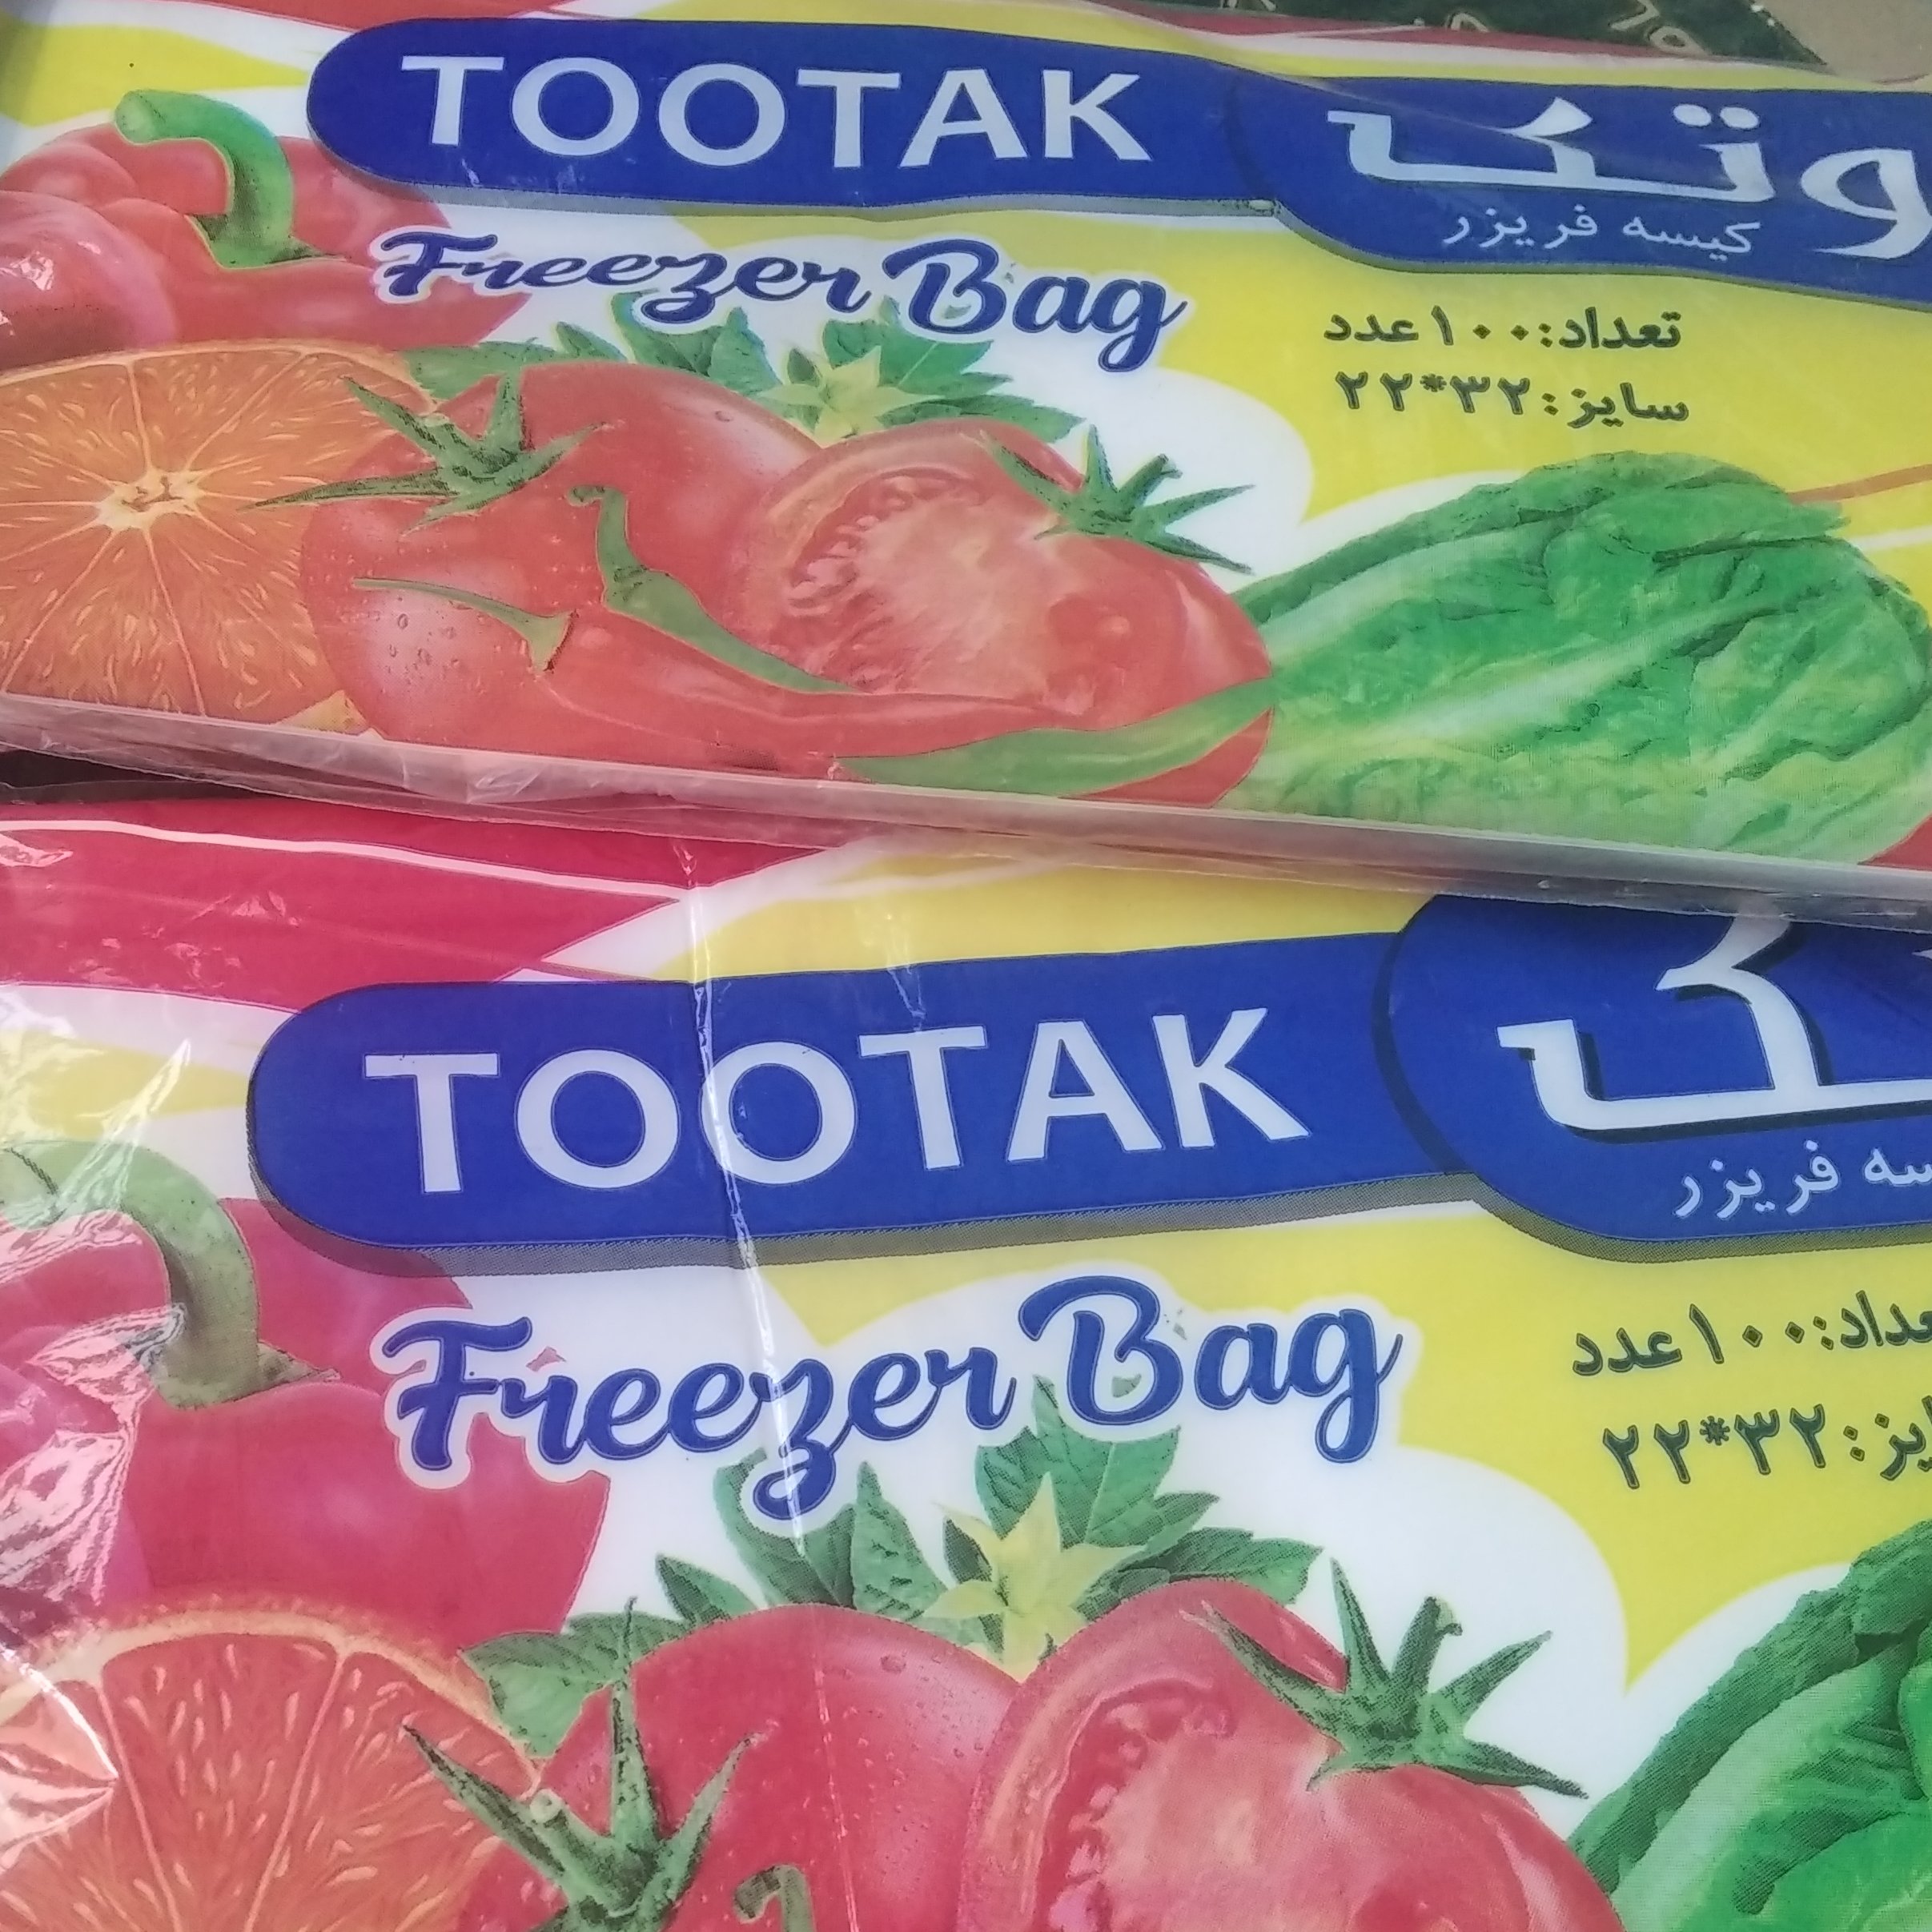 TOOTAK
وتک
کیسه فریزر
Freezer Bag
تعداد:۱۰۰ عدد
سایز:۲۲*۳۲
TOOTAK
تک
سه فریزر
Freezer Bag
عداد:۱۰۰ عدد
یز:۲۲*۳۲